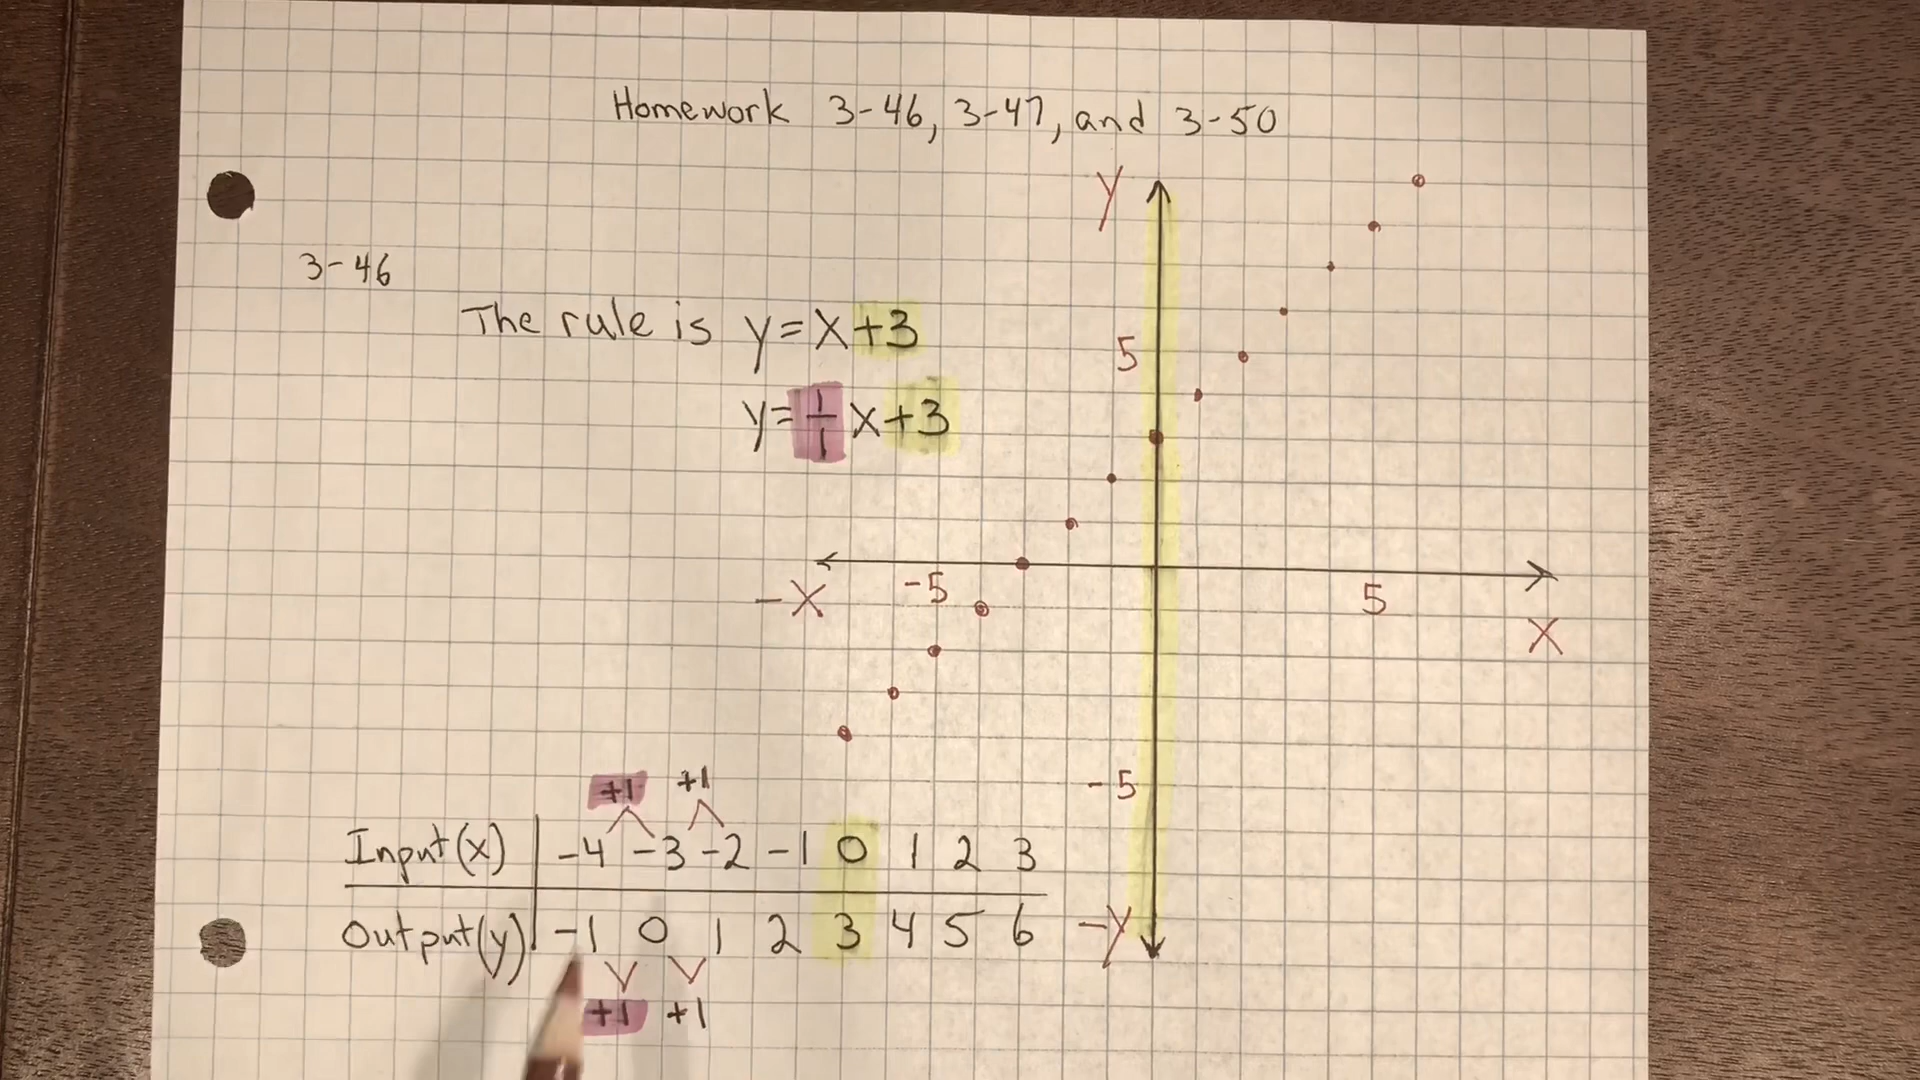 Homework 3-46, 3-47, and 3-50
y
3-46
The rule is y=x+3
5
y=1/1x+3
-5
-x
5
x
-5
+1 +1
Input(x) -4 -3 -2 -1 0 1 2 3
Output(y) -1 0 1 2 3 4 5 6
-y
+1 +1